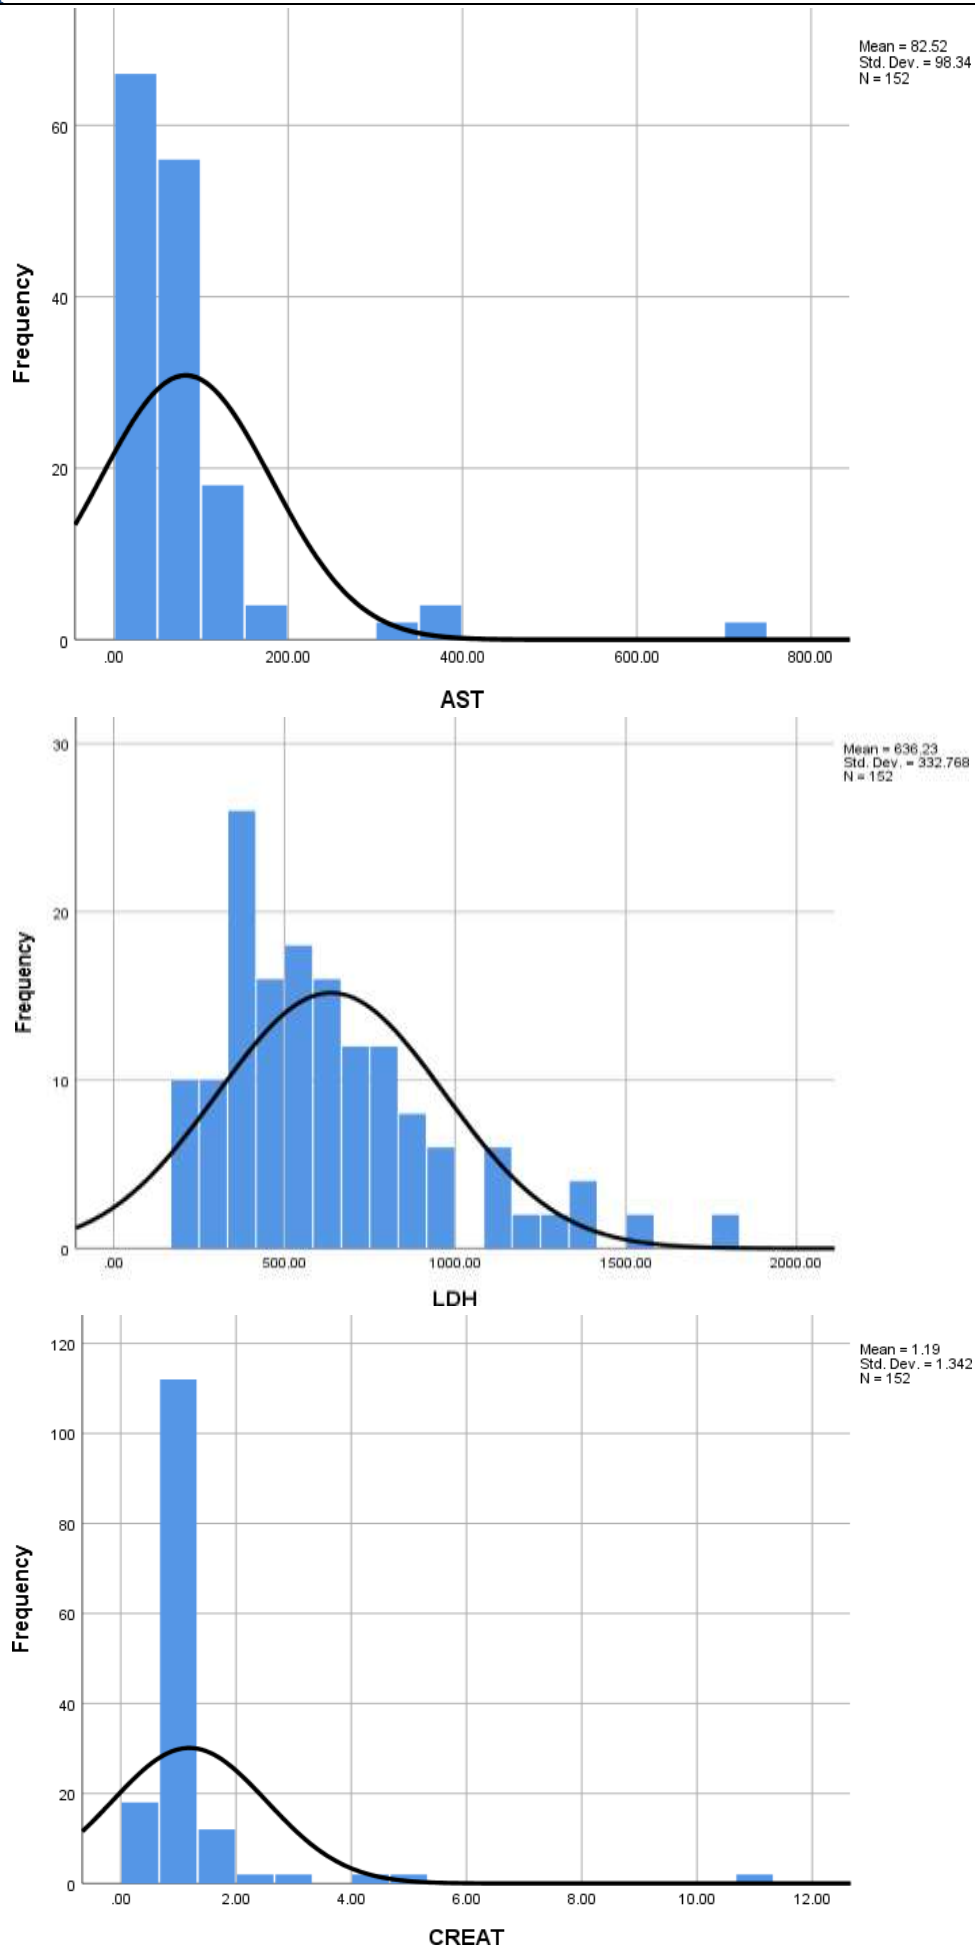 Mean = 82.52
Std. Dev. = 98.34
N = 152
60
40
20
0
Frequency
.00 200.00 400.00 600.00 800.00
AST
Mean = 636.23
Std. Dev. = 332.768
N = 152
30
20
10
0
Frequency
.00 500.00 1000.00 1500.00 2000.00
LDH
Mean = 1.19
Std. Dev. = 1.342
N = 152
120
100
80
60
40
20
0
Frequency
.00 2.00 4.00 6.00 8.00 10.00 12.00
CREAT